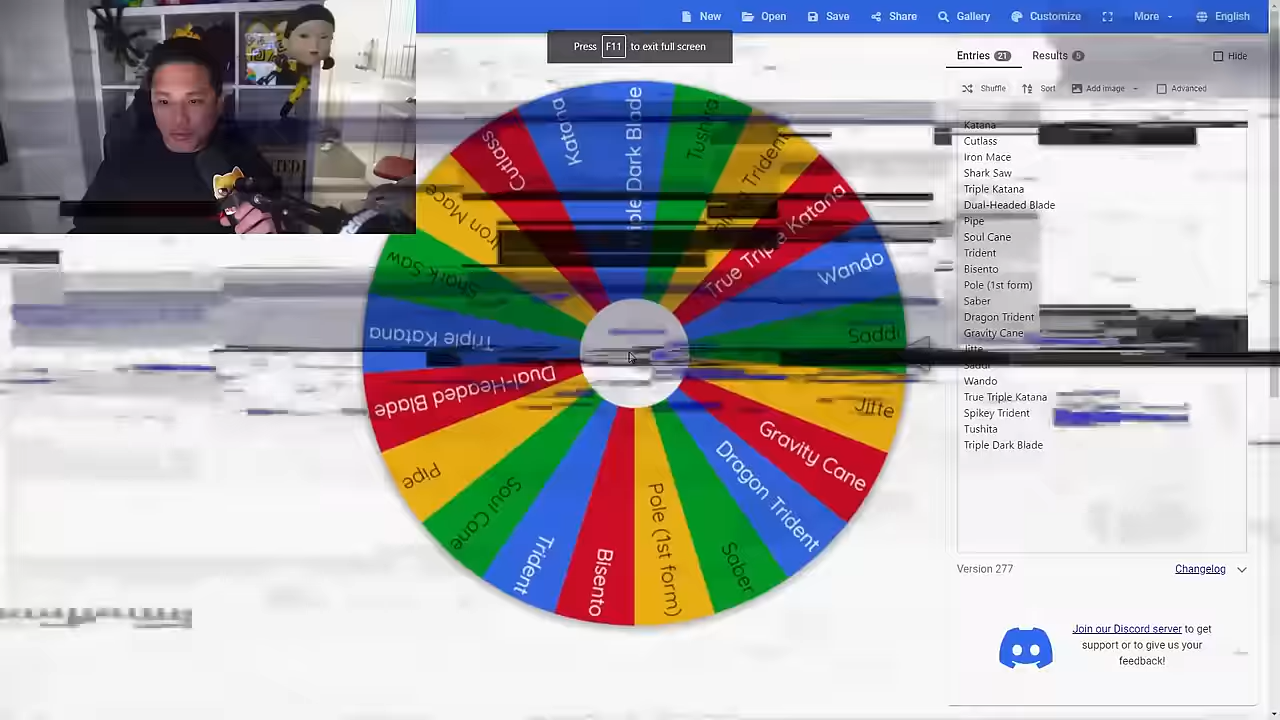 New
Open
Save
Share
Gallery
Customize
More
English
Press F11 to exit full screen
Entries 21
Results 5
Hide
Shuffle
Sort
Add image
Advanced
Katana
Cutlass
Iron Mace
Shark Saw
Triple Katana
Dual-Headed Blade
Pipe
Soul Cane
Trident
Bisento
Pole (1st form)
Saber
Dragon Trident
Gravity Cane
Jitte
Wando
True Triple Katana
Spikey Trident
Tushita
Triple Dark Blade
Version 277
Changelog
Join our Discord server to get
support or to give us your
feedback!
Katana
Cutlass
Iron Mace
Shark Saw
Triple Katana
Dual-Headed Blade
Pipe
Soul Cane
Trident
Bisento
Pole (1st form)
Saber
Dragon Trident
Gravity Cane
Jitte
Wando
True Triple Katana
Trident
Tushita
Dark Blade
TED